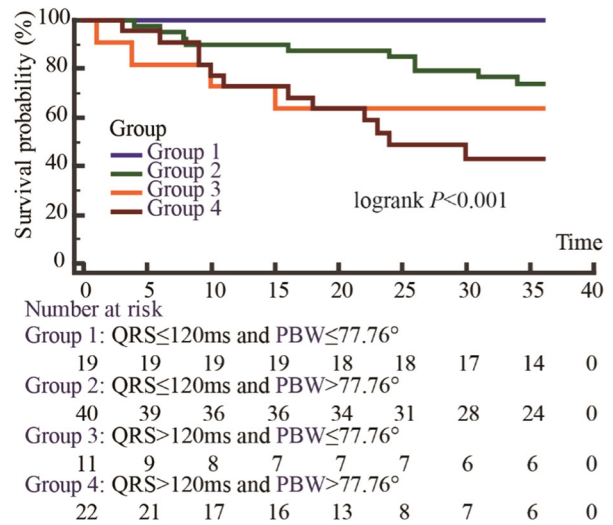 Survival probability (%)
100
80
60
40
20
0
Group
Group 1
Group 2
Group 3
Group 4
logrank P<0.001
Time
0 5 10 15 20 25 30 35 40
Number at risk
Group 1: QRS≤120ms and PBW≤77.76°
19 19 19 19 18 18 17 14 0
Group 2: QRS≤120ms and PBW>77.76°
40 39 36 36 34 31 28 24 0
Group 3: QRS>120ms and PBW≤77.76°
11 9 8 7 7 7 6 6 0
Group 4: QRS>120ms and PBW>77.76°
22 21 17 16 13 8 7 6 0